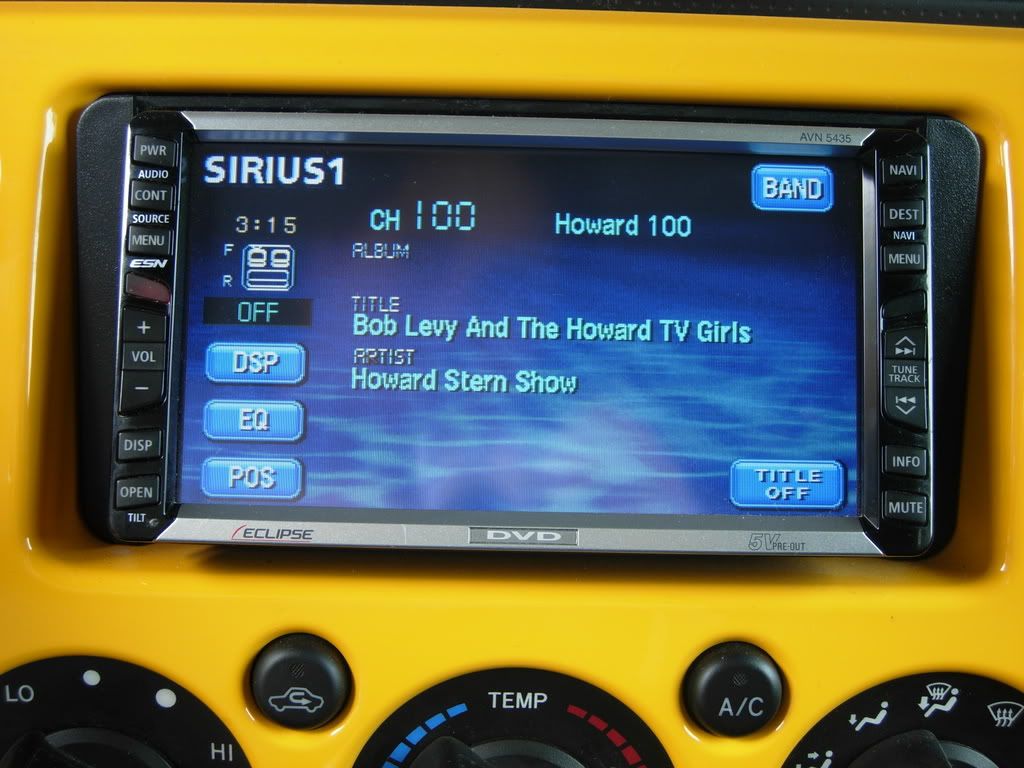 AVN 5435
PWR
AUDIO
CONT
SOURCE
MENU
ESN
+
VOL
−
DISP
OPEN
TILT
SIRIUS1
BAND
3:15
CH 100
Howard 100
F
R
ALBUM
OFF
TITLE
Bob Levy And The Howard TV Girls
ARTIST
Howard Stern Show
DSP
EQ
POS
TITLE
OFF
NAVI
DEST
NAVI
MENU
TUNE
TRACK
INFO
MUTE
ECLIPSE
DVD
5V PRE-OUT
LO
HI
TEMP
A/C